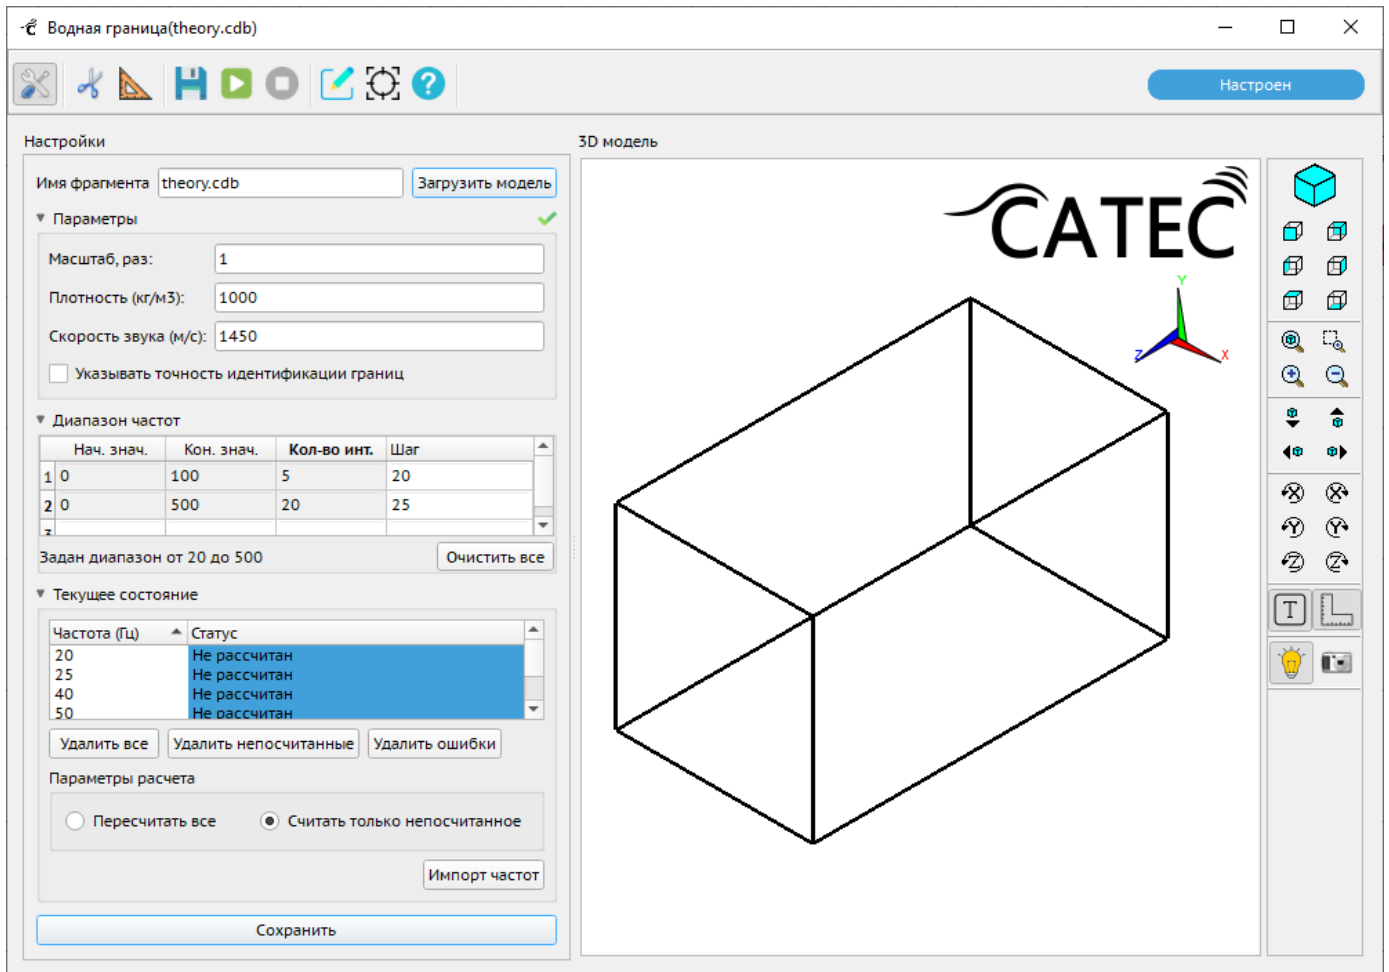 Водная граница(theory.cdb)
Настроен
Настройки
3D модель
Имя фрагмента theory.cdb Загрузить модель
Параметры
Масштаб, раз: 1
Плотность (кг/м3): 1000
Скорость звука (м/с): 1450
Указывать точность идентификации границ
Диапазон частот
Нач. знач. Кон. знач. Кол-во инт. Шаг
1 0 100 5 20
2 0 500 20 25
3
Задан диапазон от 20 до 500 Очистить все
Текущее состояние
Частота (Гц) Статус
20 Не рассчитан
25 Не рассчитан
40 Не рассчитан
50 Не рассчитан
Удалить все Удалить непосчитанные Удалить ошибки
Параметры расчета
Пересчитать все Считать только непосчитанное
Импорт частот
Сохранить
CATEC
Y
Z X
X X
Y Y
Z Z
T